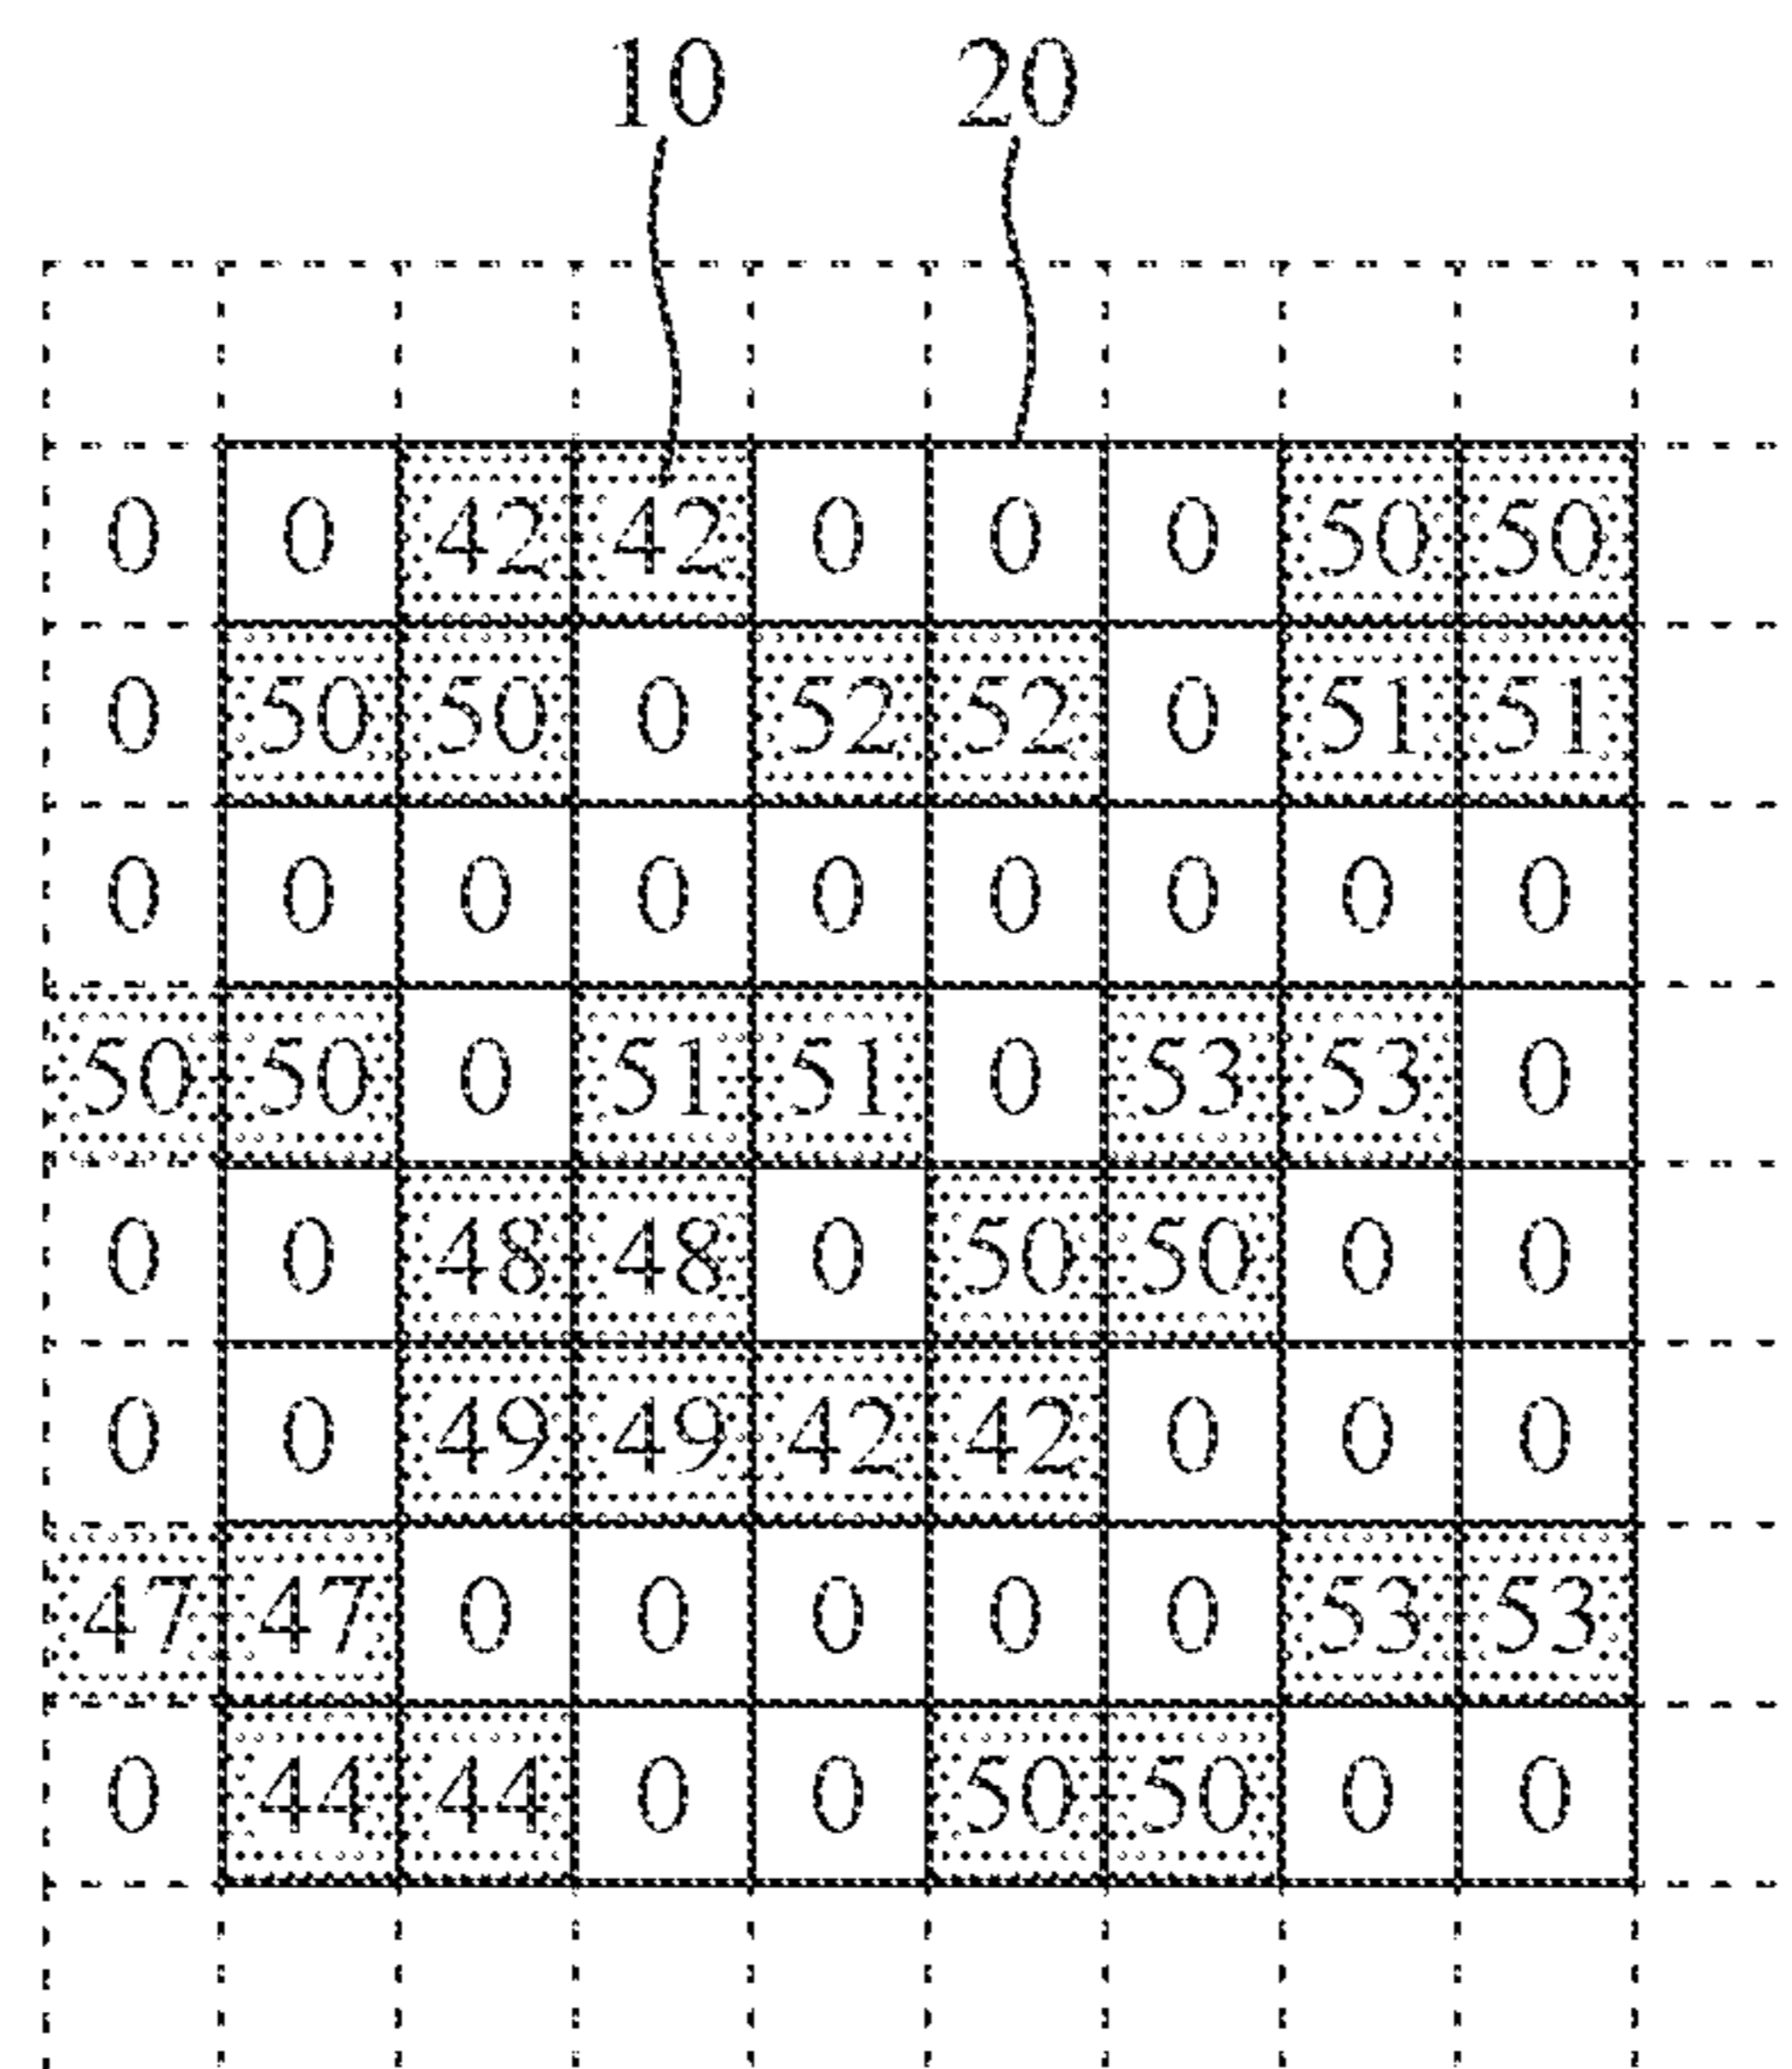 10 20
0 0 42 42 0 0 0 50 50
0 50 50 0 52 52 0 51 51
0 0 0 0 0 0 0 0 0
50 50 0 51 51 0 53 53 0
0 0 48 48 0 50 50 0 0
0 0 49 49 42 42 0 0 0
47 47 0 0 0 0 0 53 53
0 44 44 0 0 50 50 0 0